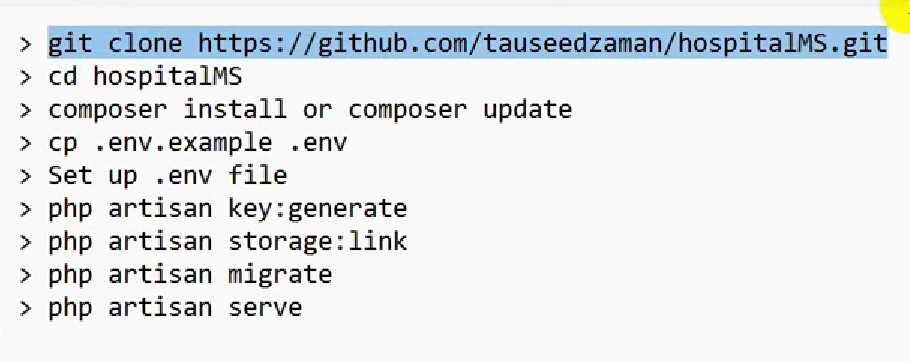 > git clone https://github.com/tauseedzaman/hospitalMS.git
> cd hospitalMS
> composer install or composer update
> cp .env.example .env
> Set up .env file
> php artisan key:generate
> php artisan storage:link
> php artisan migrate
> php artisan serve